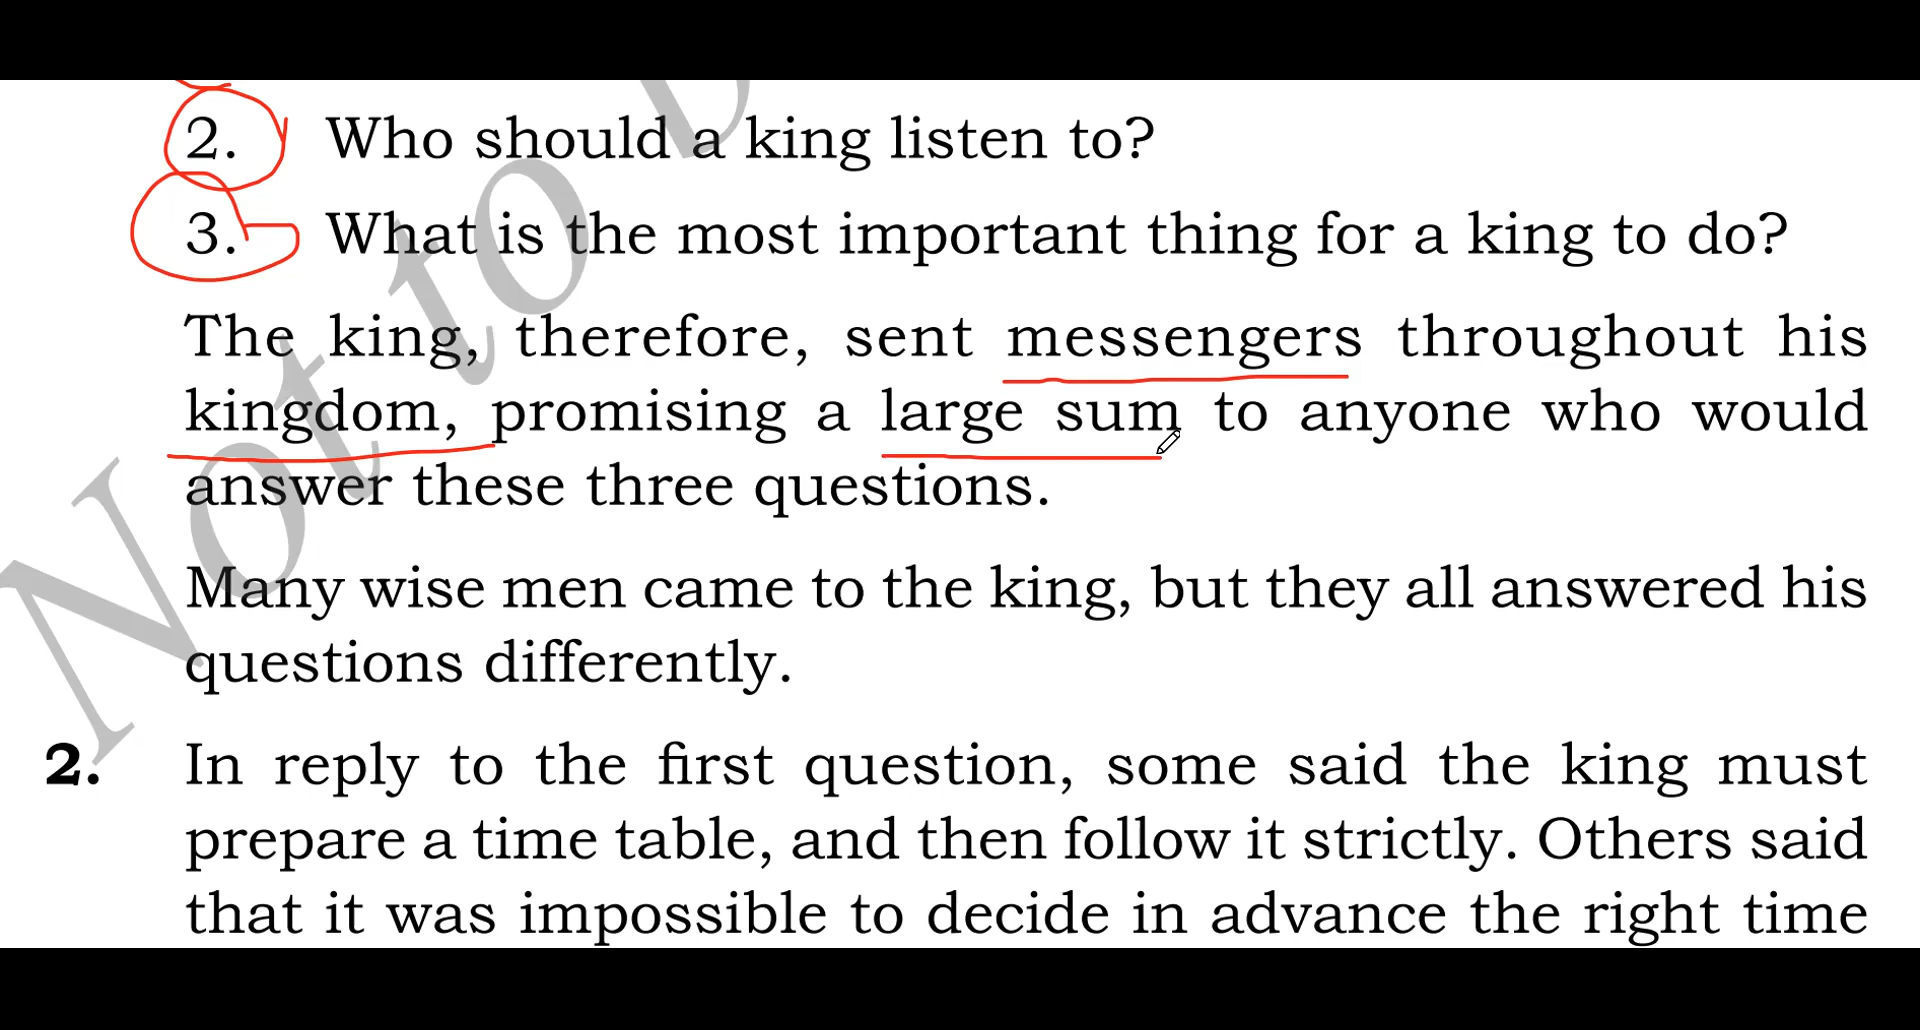 2. Who should a king listen to?
3. What is the most important thing for a king to do?
The king, therefore, sent messengers throughout his
kingdom, promising a large sum to anyone who would
answer these three questions.
Many wise men came to the king, but they all answered his
questions differently.
2. In reply to the first question, some said the king must
prepare a time table, and then follow it strictly. Others said
that it was impossible to decide in advance the right time
Not to